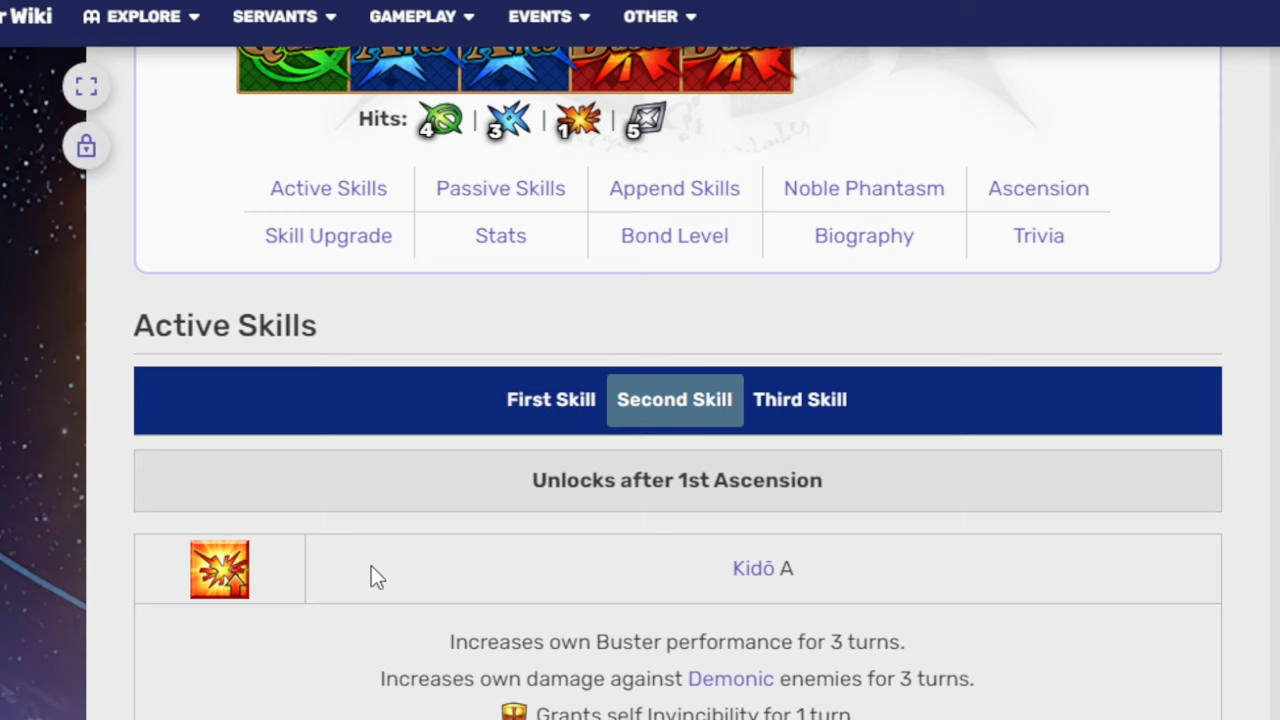 r Wiki EXPLORE SERVANTS GAMEPLAY EVENTS OTHER
Hits: 4 | 3 | 1 | 5
Active Skills Passive Skills Append Skills Noble Phantasm Ascension
Skill Upgrade Stats Bond Level Biography Trivia
Active Skills
First Skill Second Skill Third Skill
Unlocks after 1st Ascension
Kidō A
Increases own Buster performance for 3 turns.
Increases own damage against Demonic enemies for 3 turns.
Grants self Invincibility for 1 turn